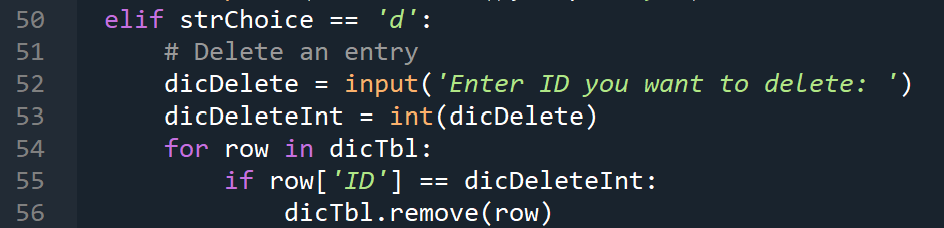 50 elif strChoice == 'd':
51 # Delete an entry
52 dicDelete = input('Enter ID you want to delete: ')
53 dicDeleteInt = int(dicDelete)
54 for row in dicTbl:
55 if row['ID'] == dicDeleteInt:
56 dicTbl.remove(row)